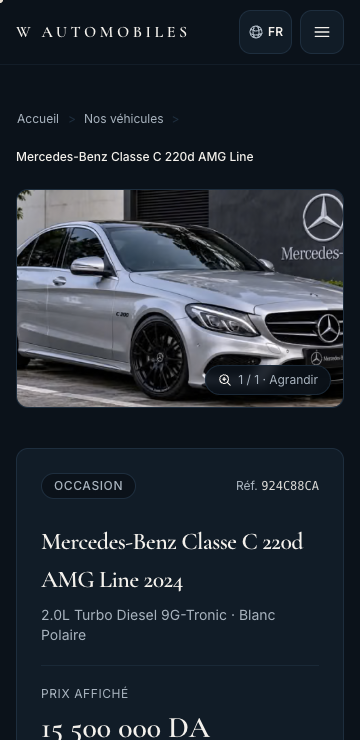 W AUTOMOBILES
FR
Accueil > Nos véhicules >
Mercedes-Benz Classe C 220d AMG Line
Mercedes-
1 / 1 · Agrandir
OCCASION
Réf. 924C88CA
Mercedes-Benz Classe C 220d
AMG Line 2024
2.0L Turbo Diesel 9G-Tronic · Blanc
Polaire
PRIX AFFICHÉ
15 500 000 DA